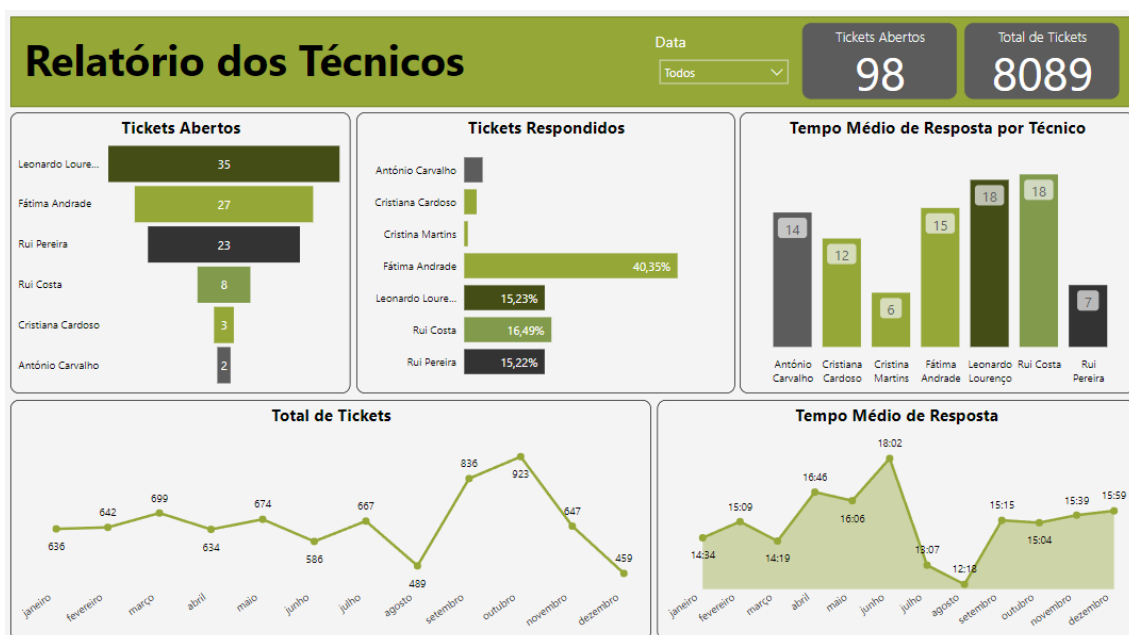 Relatório dos Técnicos
Data
Todos
Tickets Abertos
98
Total de Tickets
8089
Tickets Abertos
Leonardo Loure...
35
Fátima Andrade
27
Rui Pereira
23
Rui Costa
8
Cristiana Cardoso
3
António Carvalho
2
Tickets Respondidos
António Carvalho
Cristiana Cardoso
Cristina Martins
Fátima Andrade
40,35%
Leonardo Loure...
15,23%
Rui Costa
16,49%
Rui Pereira
15,22%
Tempo Médio de Resposta por Técnico
14
12
6
15
18
18
7
António Carvalho
Cristiana Cardoso
Cristina Martins
Fátima Andrade
Leonardo Lourenço
Rui Costa
Rui Pereira
Total de Tickets
636
642
699
634
674
586
667
489
836
923
647
459
janeiro
fevereiro
março
abril
maio
junho
julho
agosto
setembro
outubro
novembro
dezembro
Tempo Médio de Resposta
14:34
15:09
14:19
16:46
16:06
18:02
13:07
12:18
15:15
15:04
15:39
15:59
janeiro
fevereiro
março
abril
maio
junho
julho
agosto
setembro
outubro
novembro
dezembro